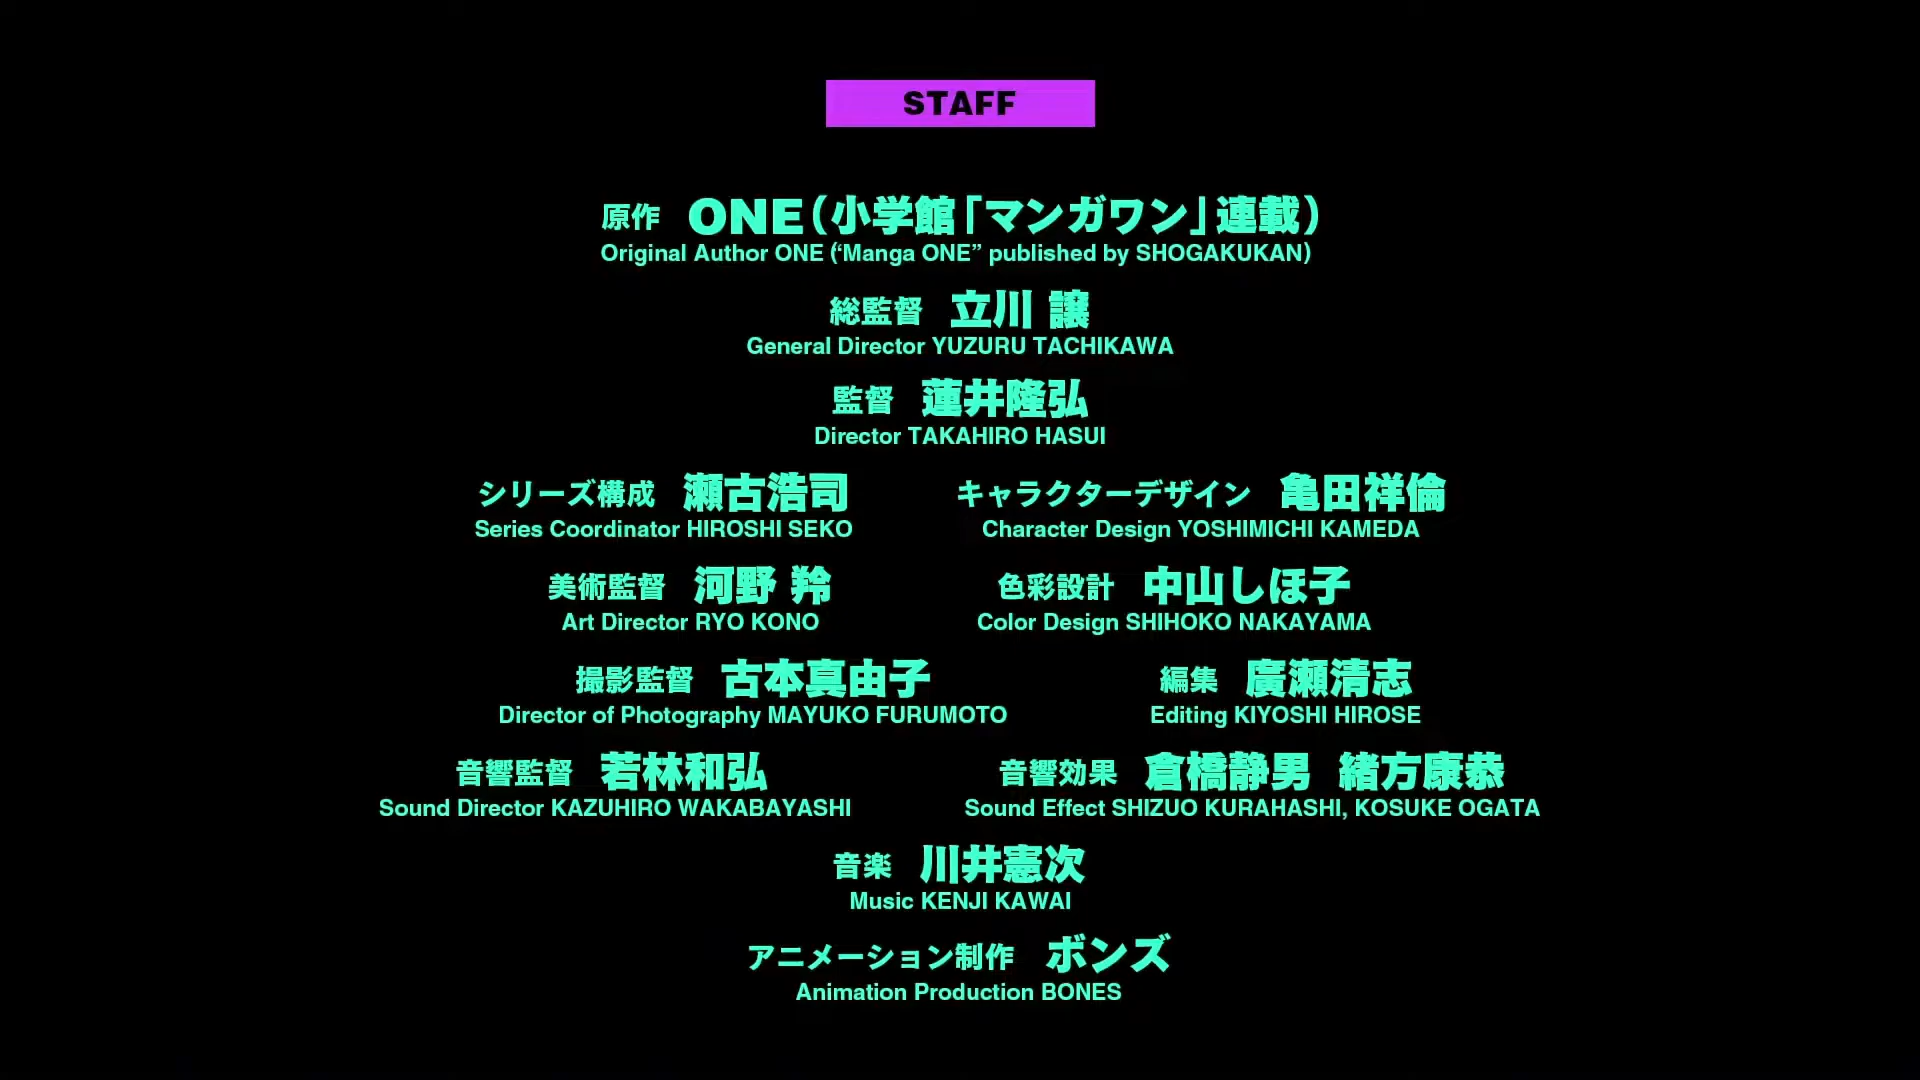 STAFF
原作 ONE(小学館「マンガワン」連載)
Original Author ONE (“Manga ONE” published by SHOGAKUKAN)
総監督 立川 譲
General Director YUZURU TACHIKAWA
監督 蓮井隆弘
Director TAKAHIRO HASUI
シリーズ構成 瀬古浩司 キャラクターデザイン 亀田祥倫
Series Coordinator HIROSHI SEKO Character Design YOSHIMICHI KAMEDA
美術監督 河野 羚 色彩設計 中山しほ子
Art Director RYO KONO Color Design SHIHOKO NAKAYAMA
撮影監督 古本真由子 編集 廣瀬清志
Director of Photography MAYUKO FURUMOTO Editing KIYOSHI HIROSE
音響監督 若林和弘 音響効果 倉橋静男 緒方康恭
Sound Director KAZUHIRO WAKABAYASHI Sound Effect SHIZUO KURAHASHI, KOSUKE OGATA
音楽 川井憲次
Music KENJI KAWAI
アニメーション制作 ボンズ
Animation Production BONES